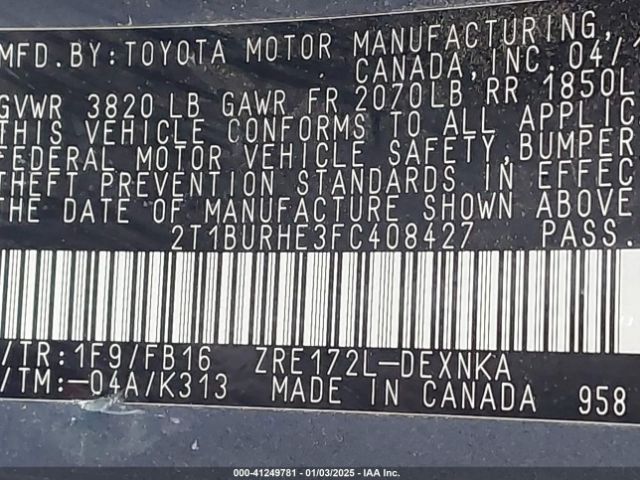 MFD. BY: TOYOTA MOTOR MANUFACTURING,
CANADA, INC. 04/
GVWR 3820 LB GAWR FR 2070LB RR 1850L
THIS VEHICLE CONFORMS TO ALL APPLIC
FEDERAL MOTOR VEHICLE SAFETY, BUMPER
THEFT PREVENTION STANDARDS IN EFFEC
THE DATE OF MANUFACTURE SHOWN ABOVE
2T1BURHE3FC408427 PASS.
/TR: 1F9/FB16 ZRE172L-DEXNKA
/TM:-04A/K313 MADE IN CANADA 958
000-41249781 - 01/03/2025 - IAA Inc.